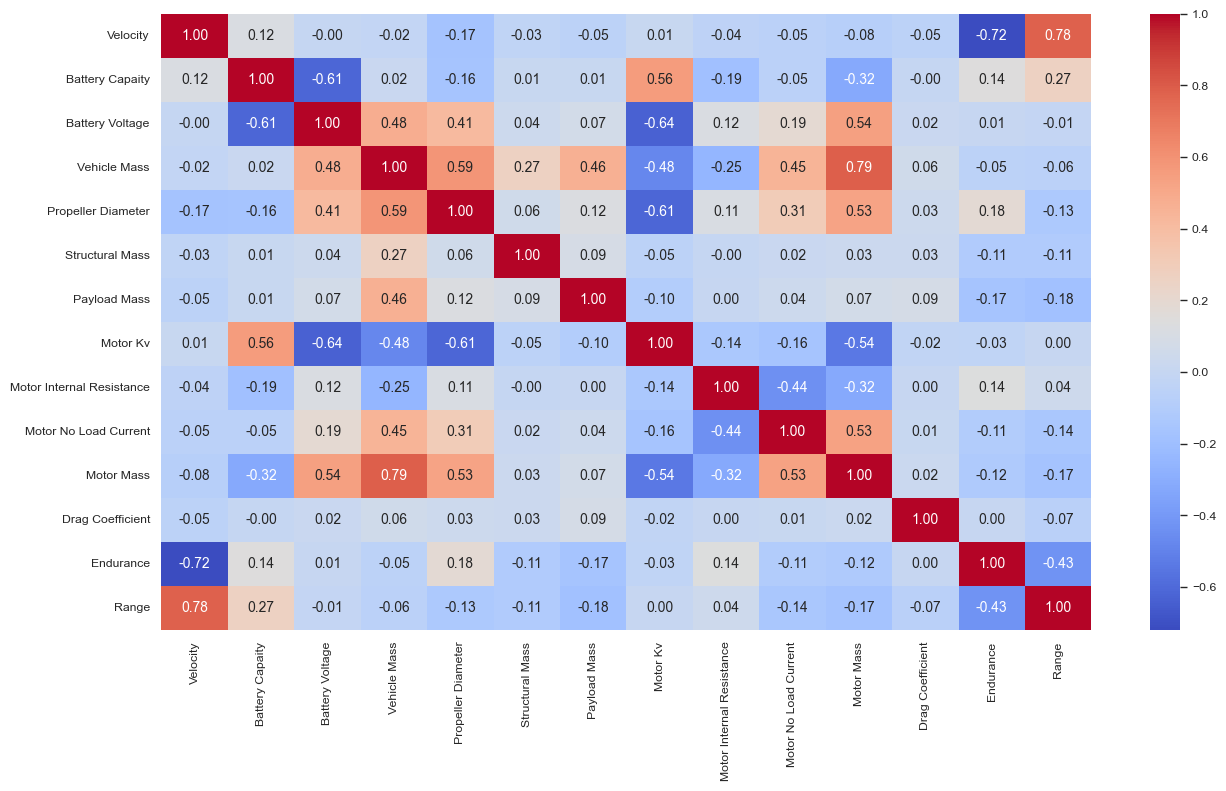 Velocity 1.00 0.12 -0.00 -0.02 -0.17 -0.03 -0.05 0.01 -0.04 -0.05 -0.08 -0.05 -0.72 0.78
Battery Capaity 0.12 1.00 -0.61 0.02 -0.16 0.01 0.01 0.56 -0.19 -0.05 -0.32 -0.00 0.14 0.27
Battery Voltage -0.00 -0.61 1.00 0.48 0.41 0.04 0.07 -0.64 0.12 0.19 0.54 0.02 0.01 -0.01
Vehicle Mass -0.02 0.02 0.48 1.00 0.59 0.27 0.46 -0.48 -0.25 0.45 0.79 0.06 -0.05 -0.06
Propeller Diameter -0.17 -0.16 0.41 0.59 1.00 0.06 0.12 -0.61 0.11 0.31 0.53 0.03 0.18 -0.13
Structural Mass -0.03 0.01 0.04 0.27 0.06 1.00 0.09 -0.05 -0.00 0.02 0.03 0.03 -0.11 -0.11
Payload Mass -0.05 0.01 0.07 0.46 0.12 0.09 1.00 -0.10 0.00 0.04 0.07 0.09 -0.17 -0.18
Motor Kv 0.01 0.56 -0.64 -0.48 -0.61 -0.05 -0.10 1.00 -0.14 -0.16 -0.54 -0.02 -0.03 0.00
Motor Internal Resistance -0.04 -0.19 0.12 -0.25 0.11 -0.00 0.00 -0.14 1.00 -0.44 -0.32 0.00 0.14 0.04
Motor No Load Current -0.05 -0.05 0.19 0.45 0.31 0.02 0.04 -0.16 -0.44 1.00 0.53 0.01 -0.11 -0.14
Motor Mass -0.08 -0.32 0.54 0.79 0.53 0.03 0.07 -0.54 -0.32 0.53 1.00 0.02 -0.12 -0.17
Drag Coefficient -0.05 -0.00 0.02 0.06 0.03 0.03 0.09 -0.02 0.00 0.01 0.02 1.00 0.00 -0.07
Endurance -0.72 0.14 0.01 -0.05 0.18 -0.11 -0.17 -0.03 0.14 -0.11 -0.12 0.00 1.00 -0.43
Range 0.78 0.27 -0.01 -0.06 -0.13 -0.11 -0.18 0.00 0.04 -0.14 -0.17 -0.07 -0.43 1.00
Velocity
Battery Capaity
Battery Voltage
Vehicle Mass
Propeller Diameter
Structural Mass
Payload Mass
Motor Kv
Motor Internal Resistance
Motor No Load Current
Motor Mass
Drag Coefficient
Endurance
Range
1.0
0.8
0.6
0.4
0.2
0.0
−0.2
−0.4
−0.6